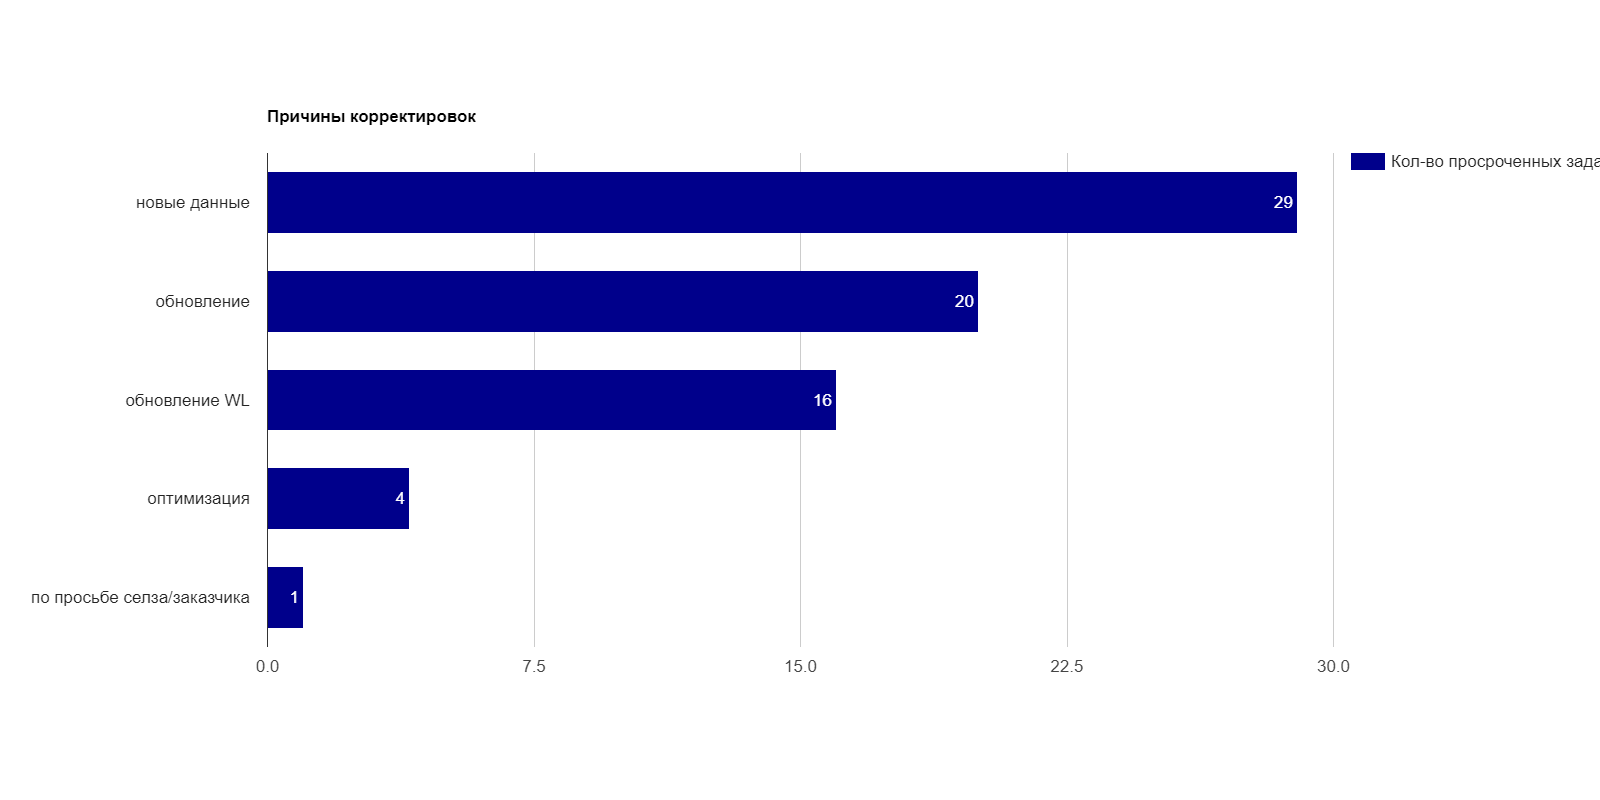 Причины корректировок
Кол-во просроченных
новые данные
29
обновление
20
обновление WL
16
оптимизация
4
по просьбе селза/заказчика
1
0.0
7.5
15.0
22.5
30.0